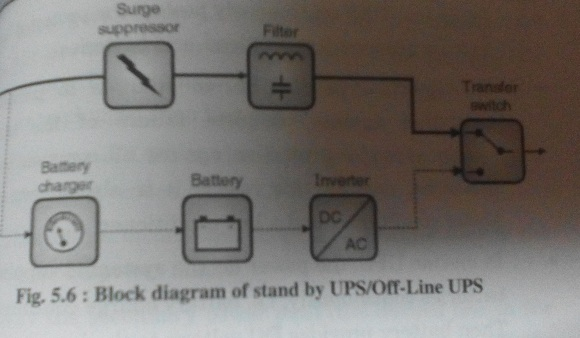 Surge
suppressor
Filter
Transfer
switch
Battery
charger
Battery
Inverter
DC
AC
Fig. 5.6 : Block diagram of stand by UPS/Off-Line UPS